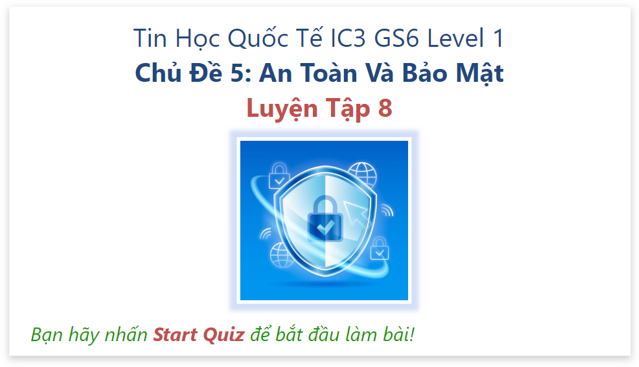 Tin Học Quốc Tế IC3 GS6 Level 1
Chủ Đề 5: An Toàn Và Bảo Mật
Luyện Tập 8
Bạn hãy nhấn Start Quiz để bắt đầu làm bài!